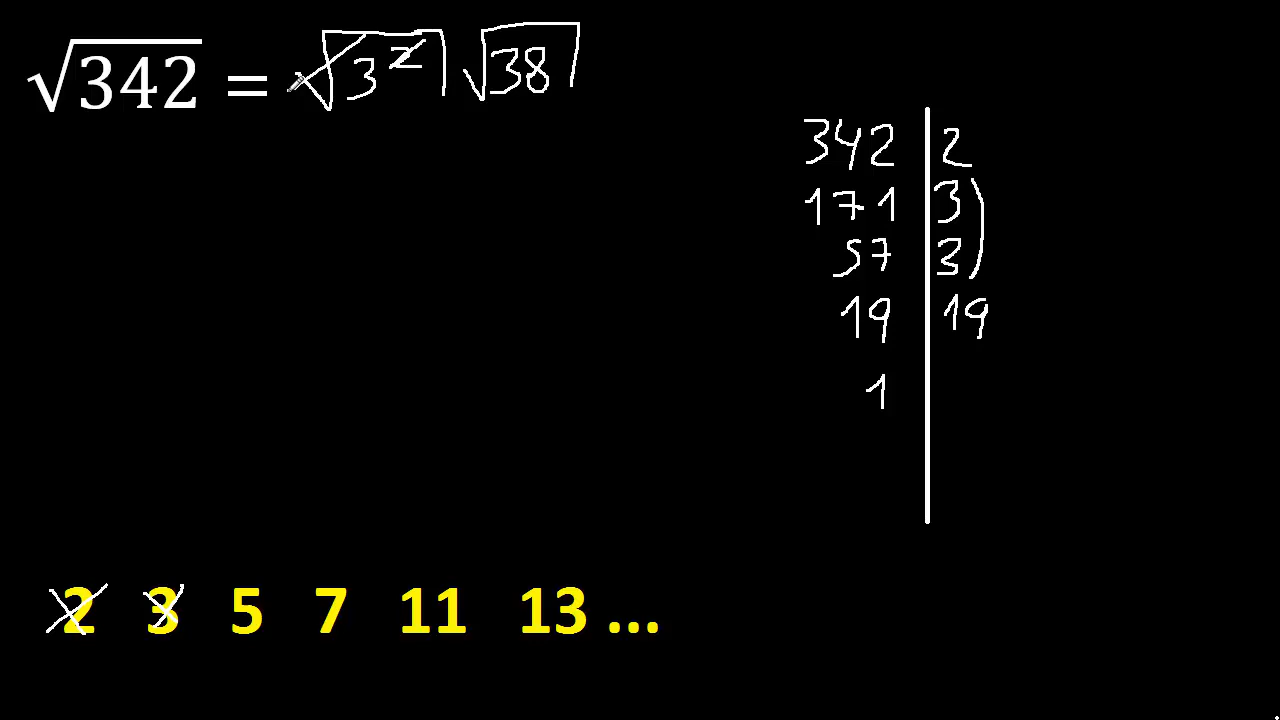 √342 = √3² √38
342 | 2
171 | 3)
57 | 3)
19 | 19
1 |
2 3 5 7 11 13 ...